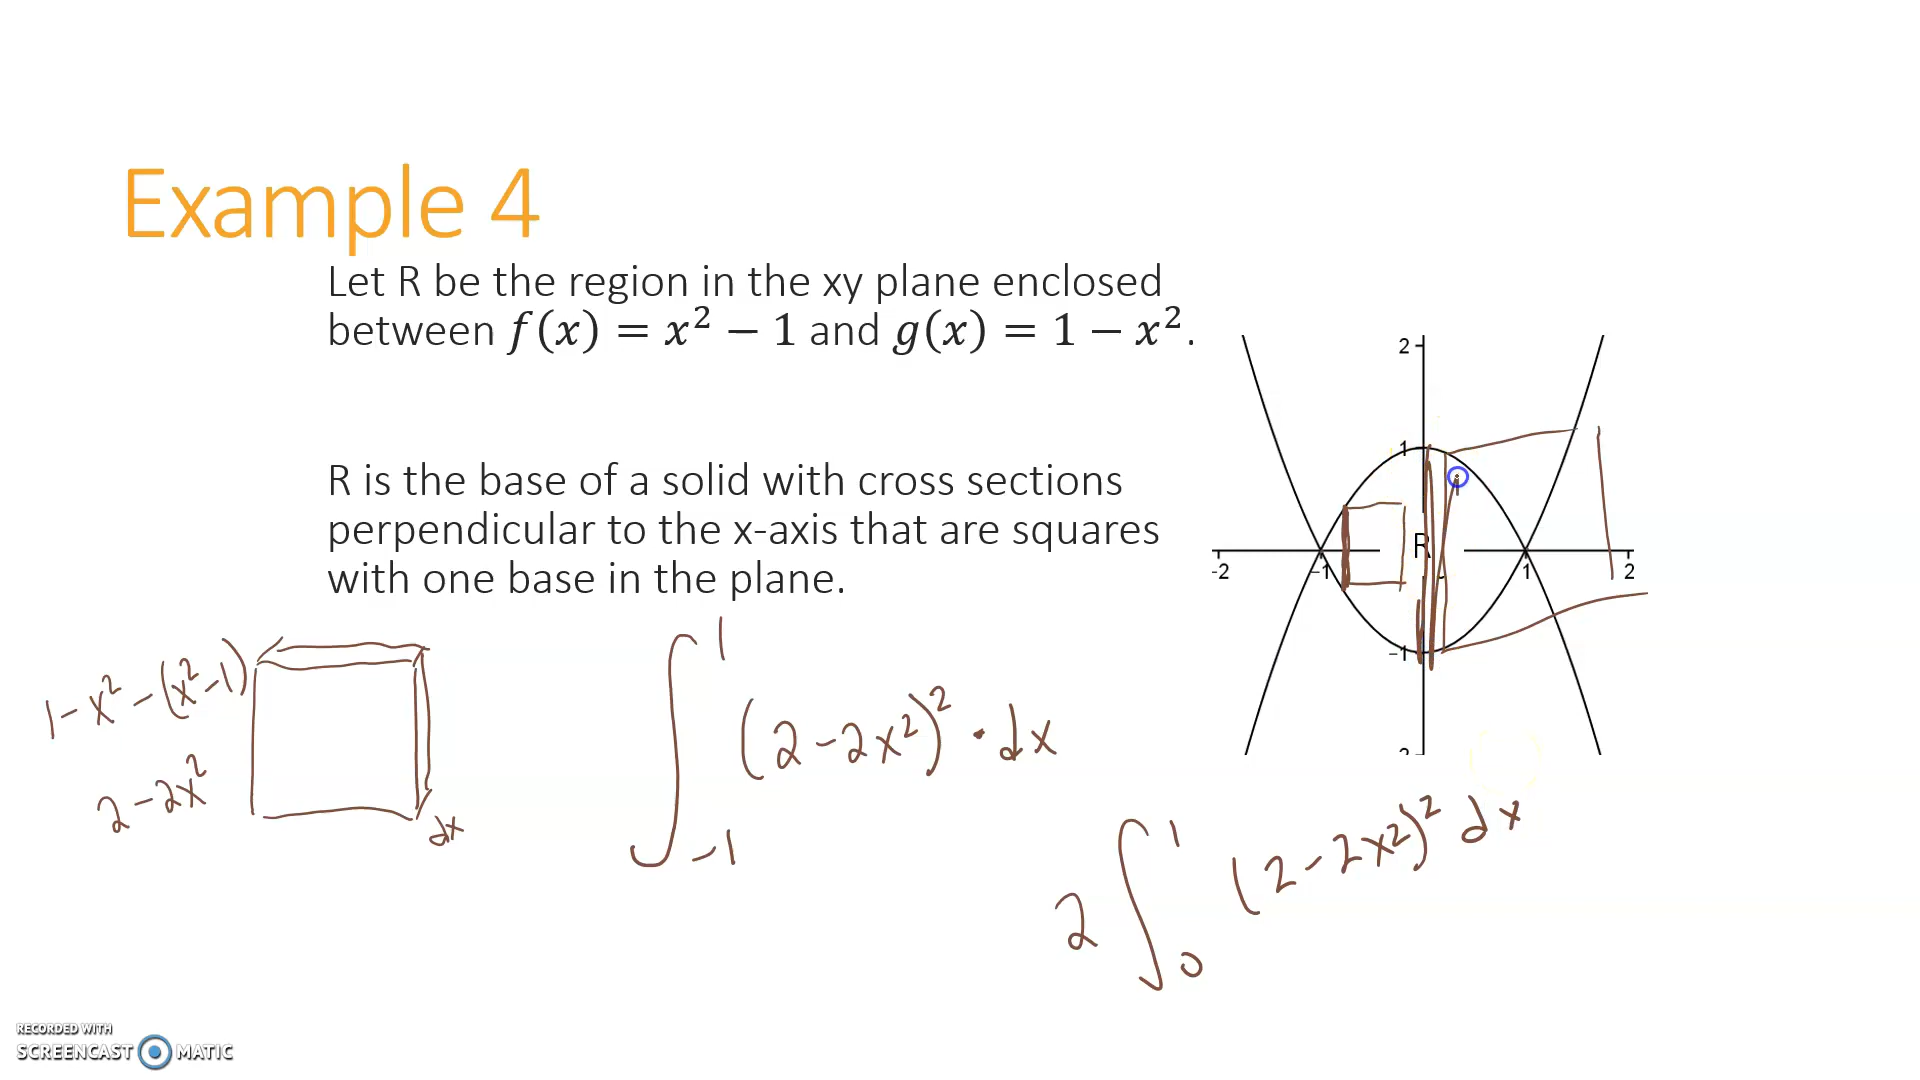 Example 4
Let R be the region in the xy plane enclosed
between f(x) = x² − 1 and g(x) = 1 − x².
R is the base of a solid with cross sections
perpendicular to the x-axis that are squares
with one base in the plane.
2
1
R
-2
−1
1
2
−1
1 − x² − (x² − 1)
2 − 2x²
dx
∫₋₁¹ (2 − 2x²)² · dx
2 ∫₀¹ (2 − 2x²)² dx
RECORDED WITH
SCREENCAST MATIC